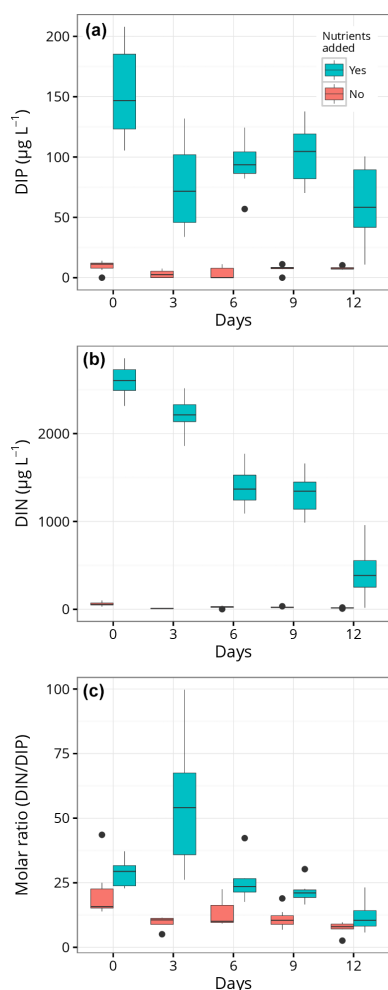 (a)
Nutrients
added
Yes
No
200
150
100
50
0
DIP (µg L⁻¹)
0 3 6 9 12
Days
(b)
2000
1000
0
DIN (µg L⁻¹)
0 3 6 9 12
Days
(c)
100
75
50
25
0
Molar ratio (DIN/DIP)
0 3 6 9 12
Days